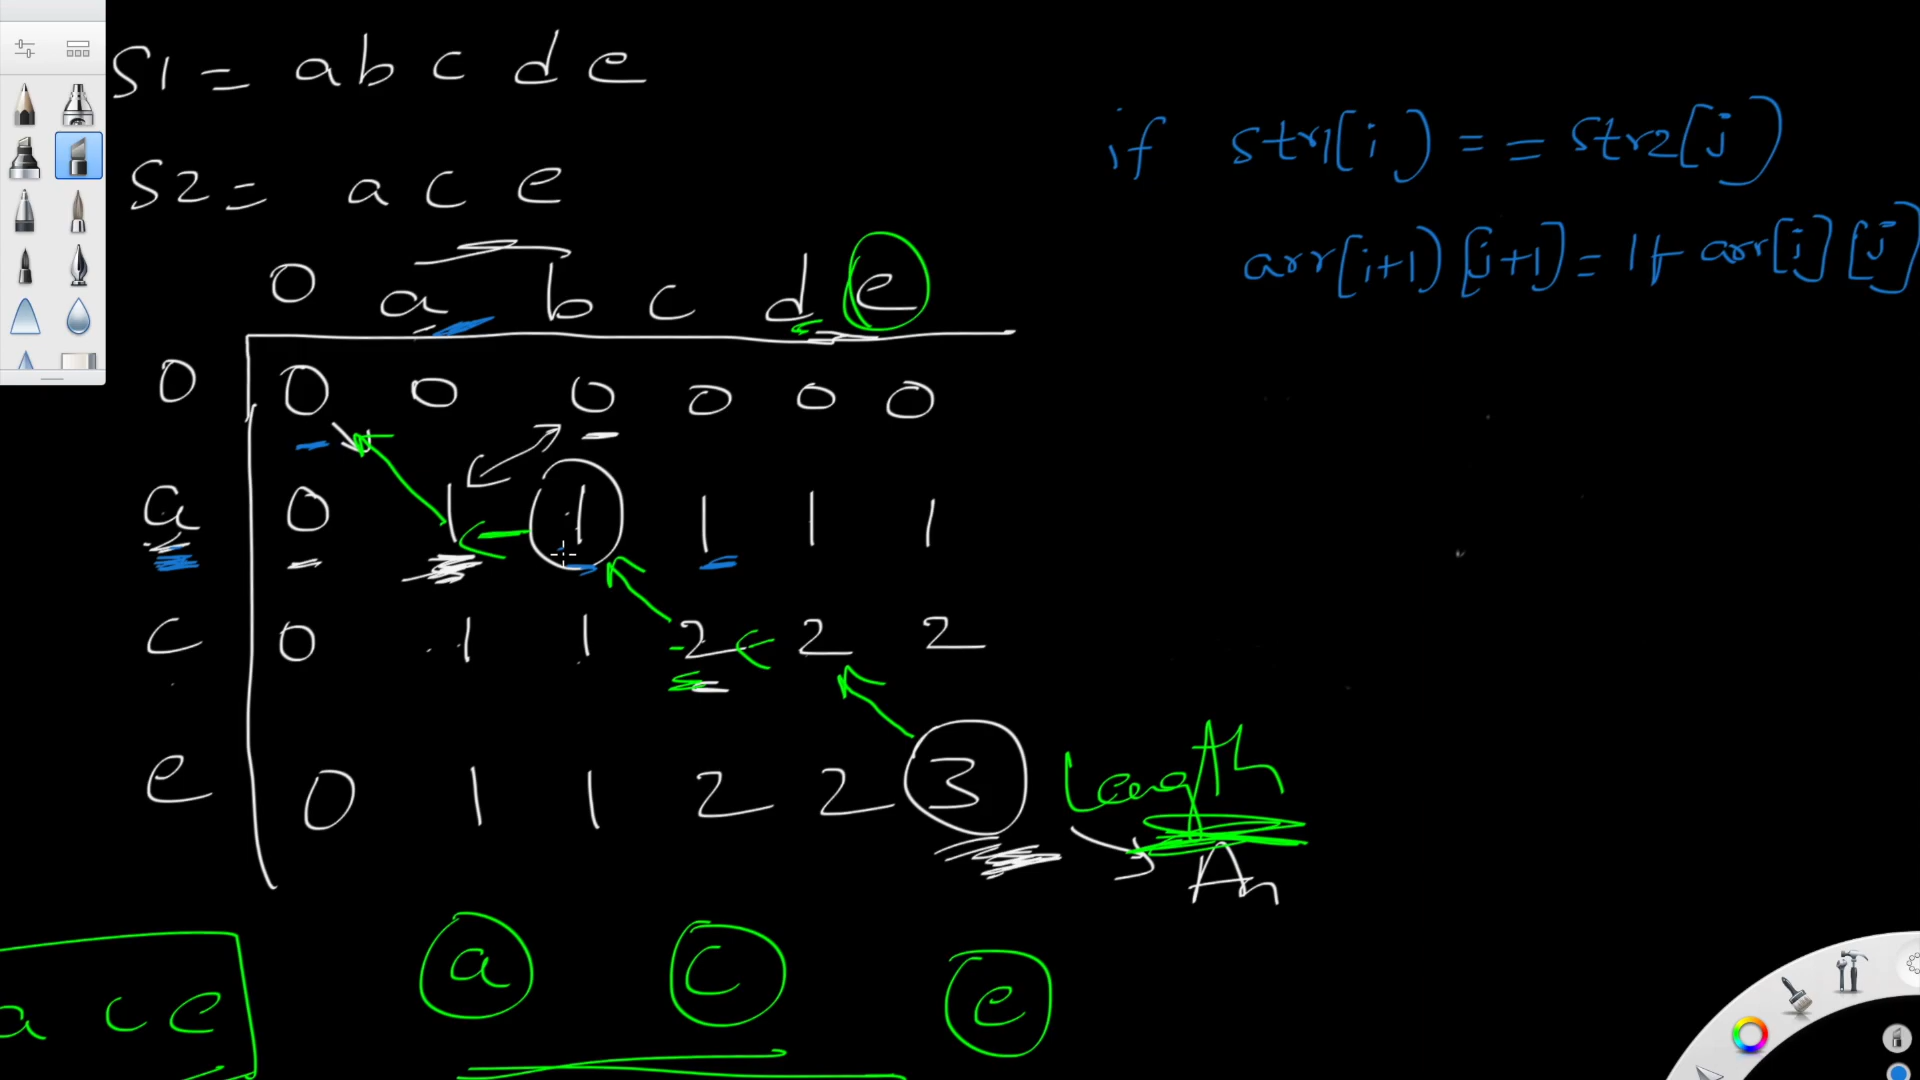 S1 = a b c d e
if str1[i] == str2[j]
S2 = a c e
arr[i+1][j+1] = 1 + arr[i][j]
0 a b c d e
0 0 0 0 0 0 0
a 0 1 1 1 1 1
c 0 1 1 2 2 2
e 0 1 1 2 2 3
Length
An
a c e
a c e